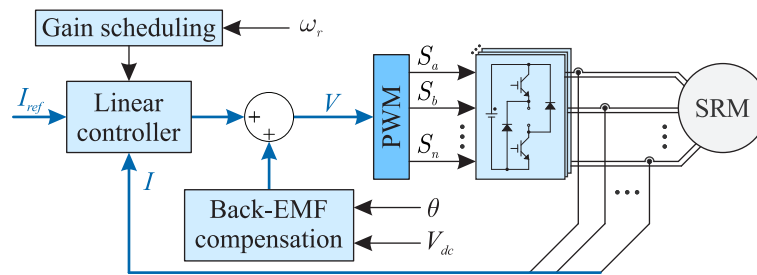 Gain scheduling
ω_r
I_ref
Linear
controller
+
+
V
PWM
S_a
S_b
S_n
SRM
I
Back-EMF
compensation
θ
V_dc